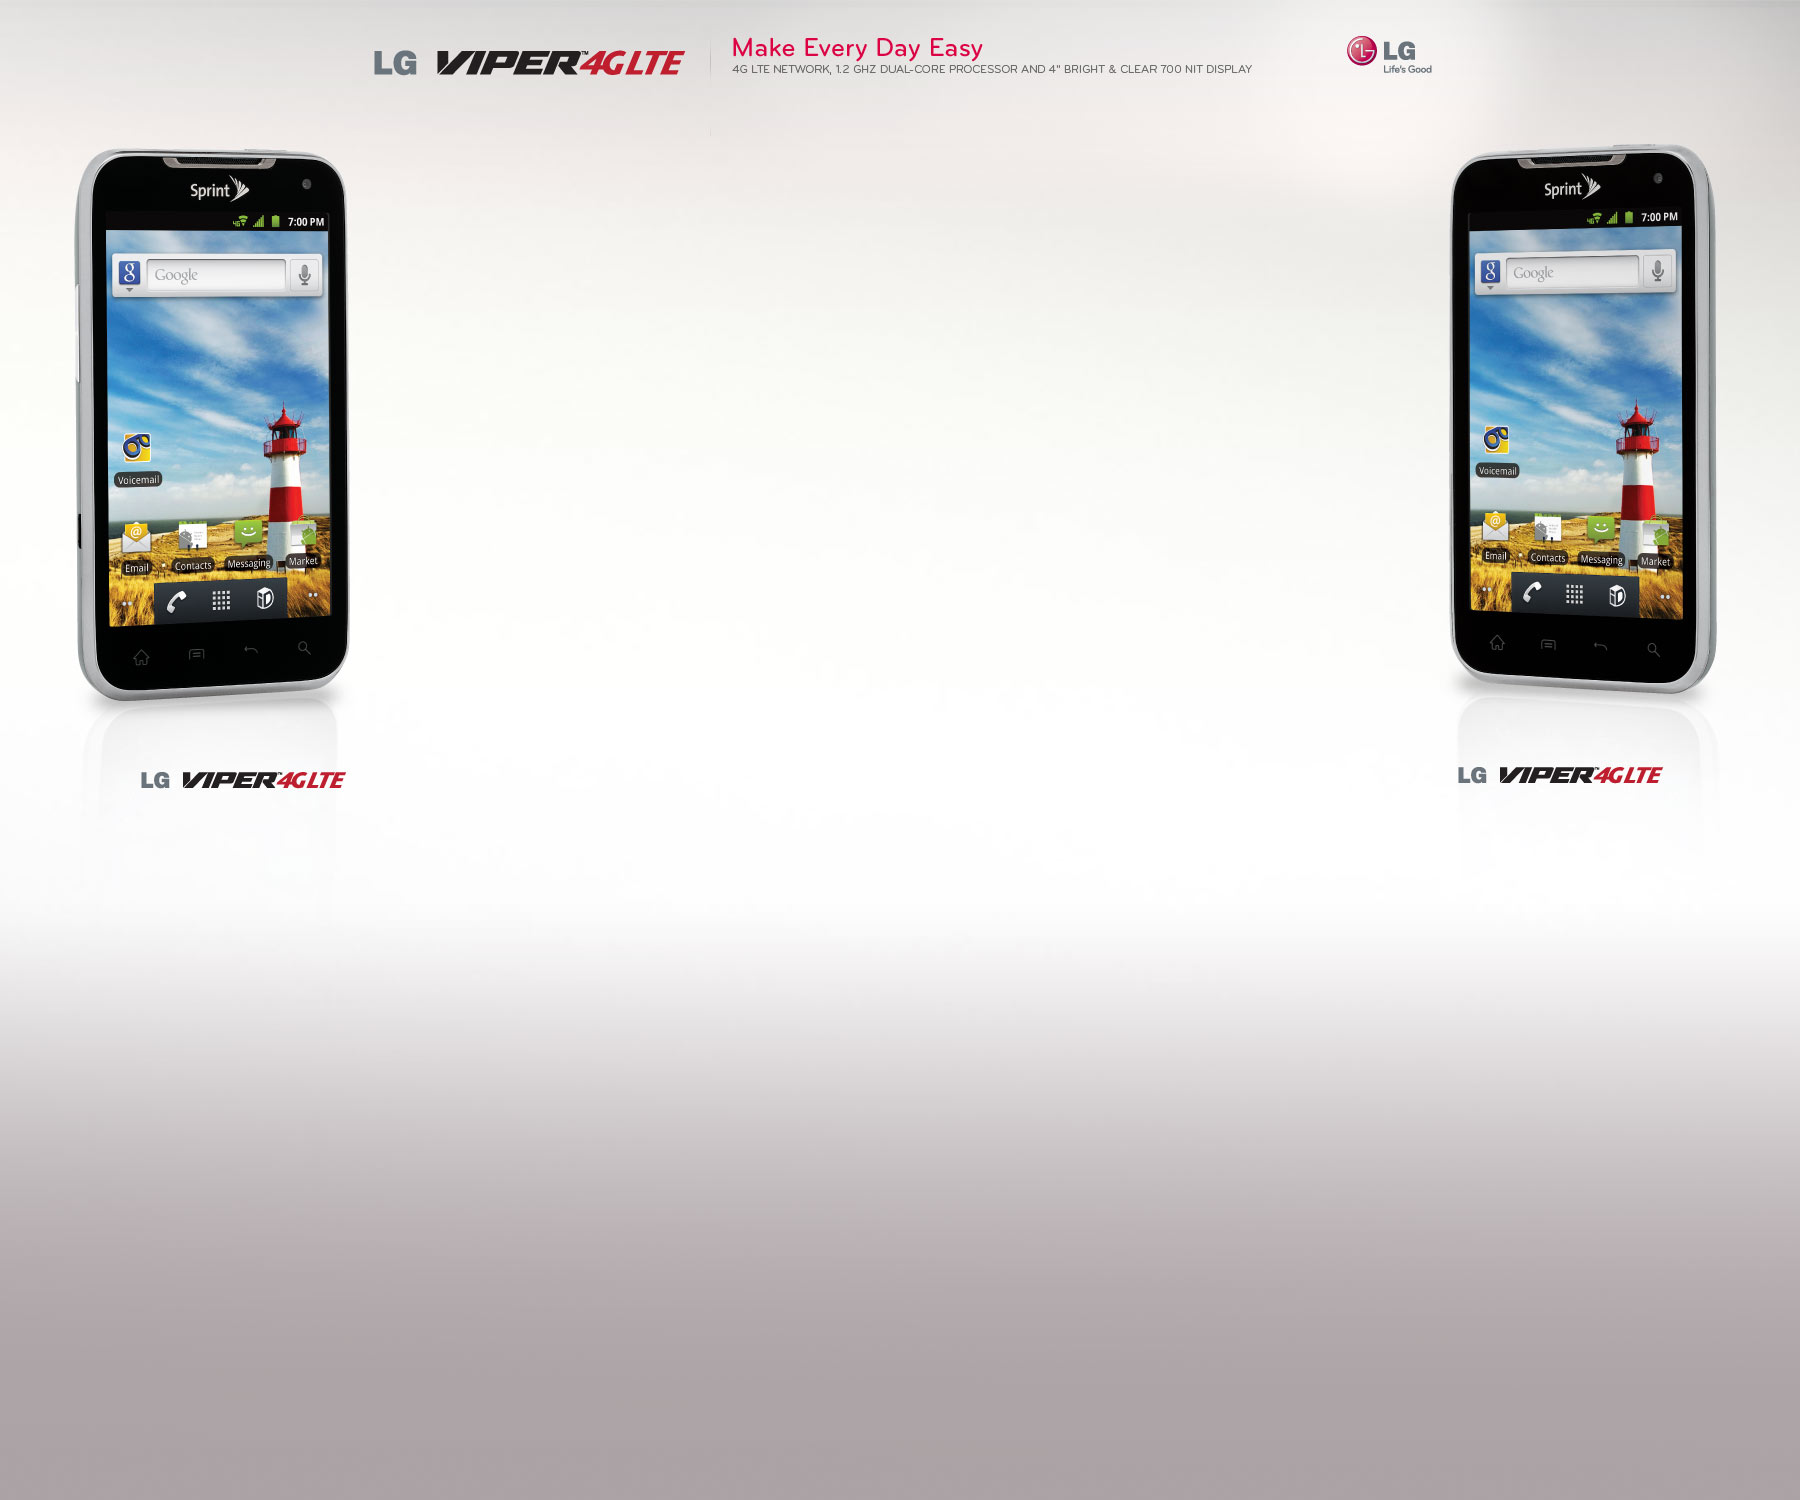 LG VIPER™4G LTE
Make Every Day Easy
4G LTE NETWORK, 1.2 GHZ DUAL-CORE PROCESSOR AND 4" BRIGHT & CLEAR 700 NIT DISPLAY
LG
Life's Good
Sprint
4G 7:00 PM
g Google
Voicemail
Email Contacts Messaging Market
LG VIPER™4G LTE
Sprint
4G 7:00 PM
g Google
Voicemail
Email Contacts Messaging Market
LG VIPER™4G LTE